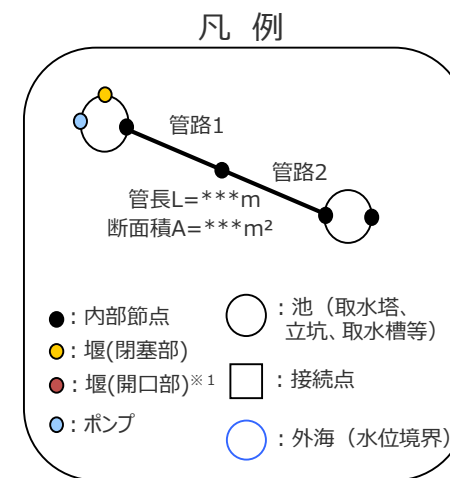 凡 例
管路1
管路2
管長L=***m
断面積A=***m²
:内部節点
:堰(閉塞部)
:堰(開口部)※1
:ポンプ
:池（取水塔、
立坑、取水槽等）
:接続点
:外海（水位境界）